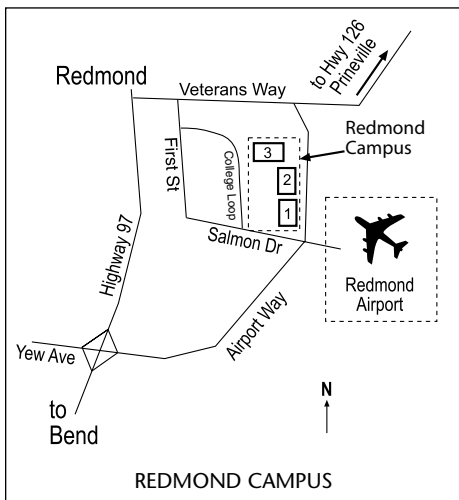 to Hwy 126
Prineville
Redmond
Veterans Way
Redmond
Campus
First St
College Loop
3
2
1
Highway 97
Salmon Dr
Redmond
Airport
Airport Way
Yew Ave
to
Bend
N
REDMOND CAMPUS